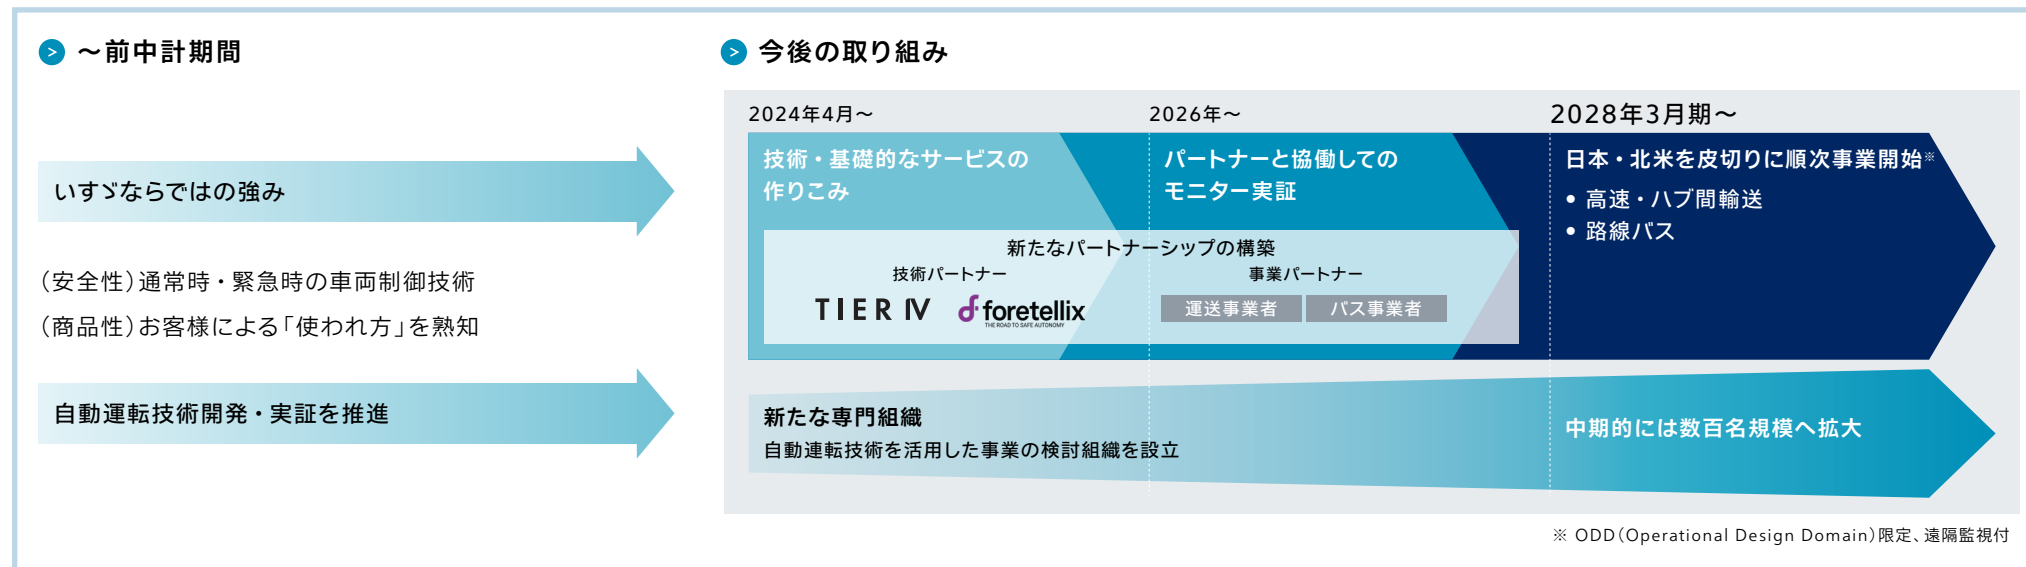 ～前中計期間
いすゞならではの強み
（安全性）通常時・緊急時の車両制御技術
（商品性）お客様による「使われ方」を熟知
自動運転技術開発・実証を推進
今後の取り組み
2024年4月～
2026年～
2028年3月期～
技術・基礎的なサービスの
作りこみ
パートナーと協働しての
モニター実証
日本・北米を皮切りに順次事業開始※
• 高速・ハブ間輸送
• 路線バス
新たなパートナーシップの構築
技術パートナー
事業パートナー
TIER IV
foretellix
THE ROAD TO SAFE AUTONOMY
運送事業者
バス事業者
新たな専門組織
自動運転技術を活用した事業の検討組織を設立
中期的には数百名規模へ拡大
※ ODD（Operational Design Domain）限定、遠隔監視付